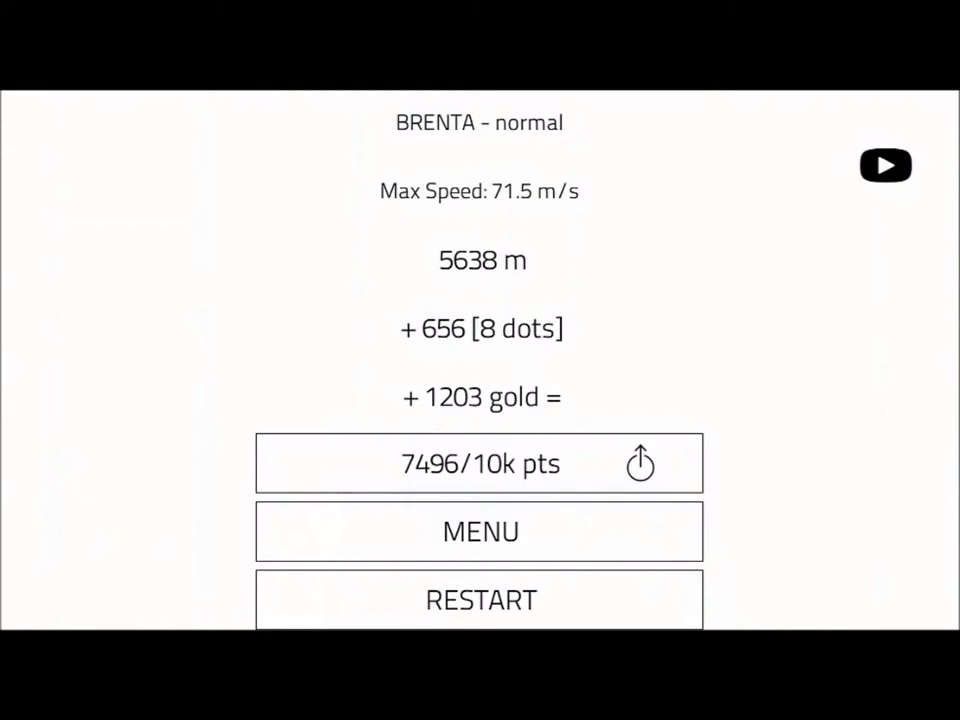 BRENTA - normal
Max Speed: 71.5 m/s
5638 m
+ 656 [8 dots]
+ 1203 gold =
7496/10k pts
MENU
RESTART